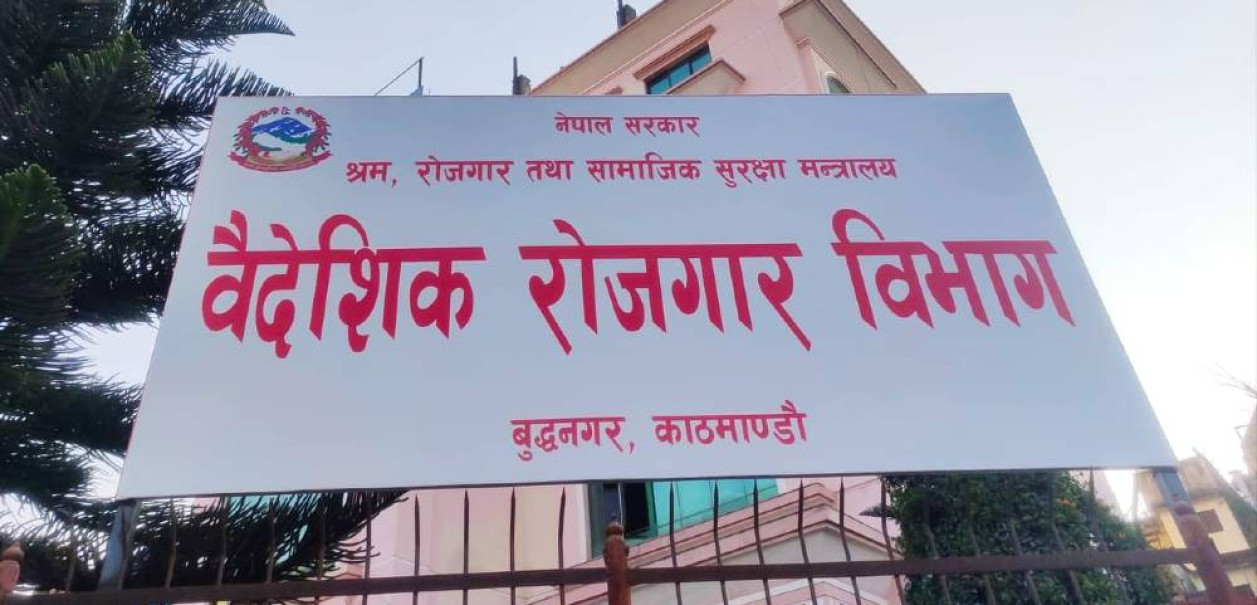 नेपाल सरकार
श्रम, रोजगार तथा सामाजिक सुरक्षा मन्त्रालय
वैदेशिक रोजगार विभाग
बुद्धनगर, काठमाण्डौ